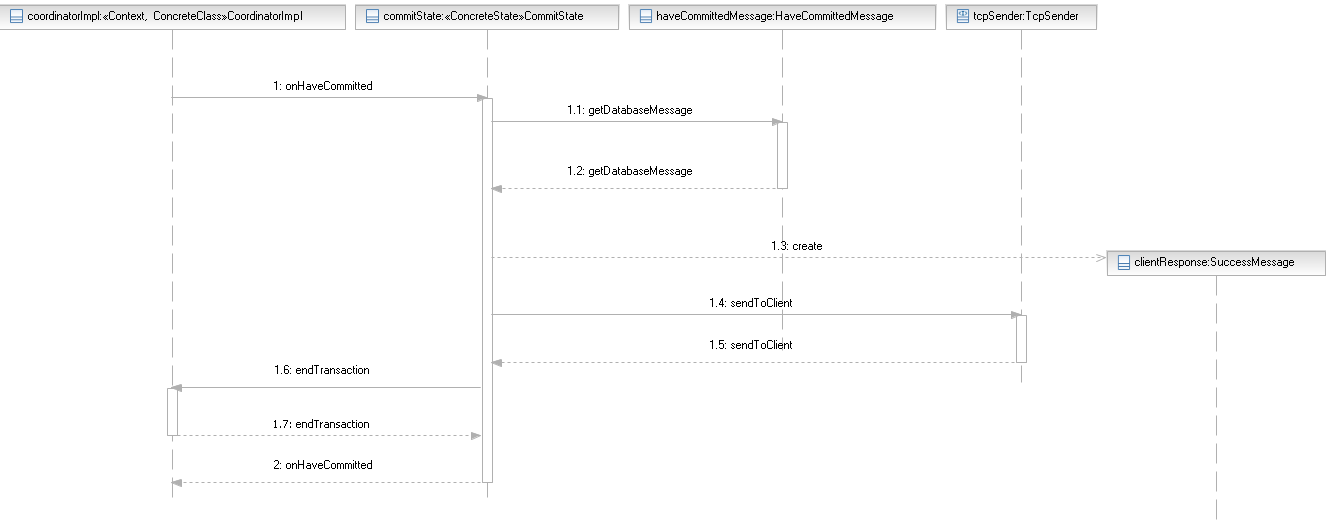 coordinatorImpl:«Context, ConcreteClass»CoordinatorImpl
commitState:«ConcreteState»CommitState
haveCommittedMessage:HaveCommittedMessage
tcpSender:TcpSender
1: onHaveCommitted
1.1: getDatabaseMessage
1.2: getDatabaseMessage
1.3: create
clientResponse:SuccessMessage
1.4: sendToClient
1.5: sendToClient
1.6: endTransaction
1.7: endTransaction
2: onHaveCommitted